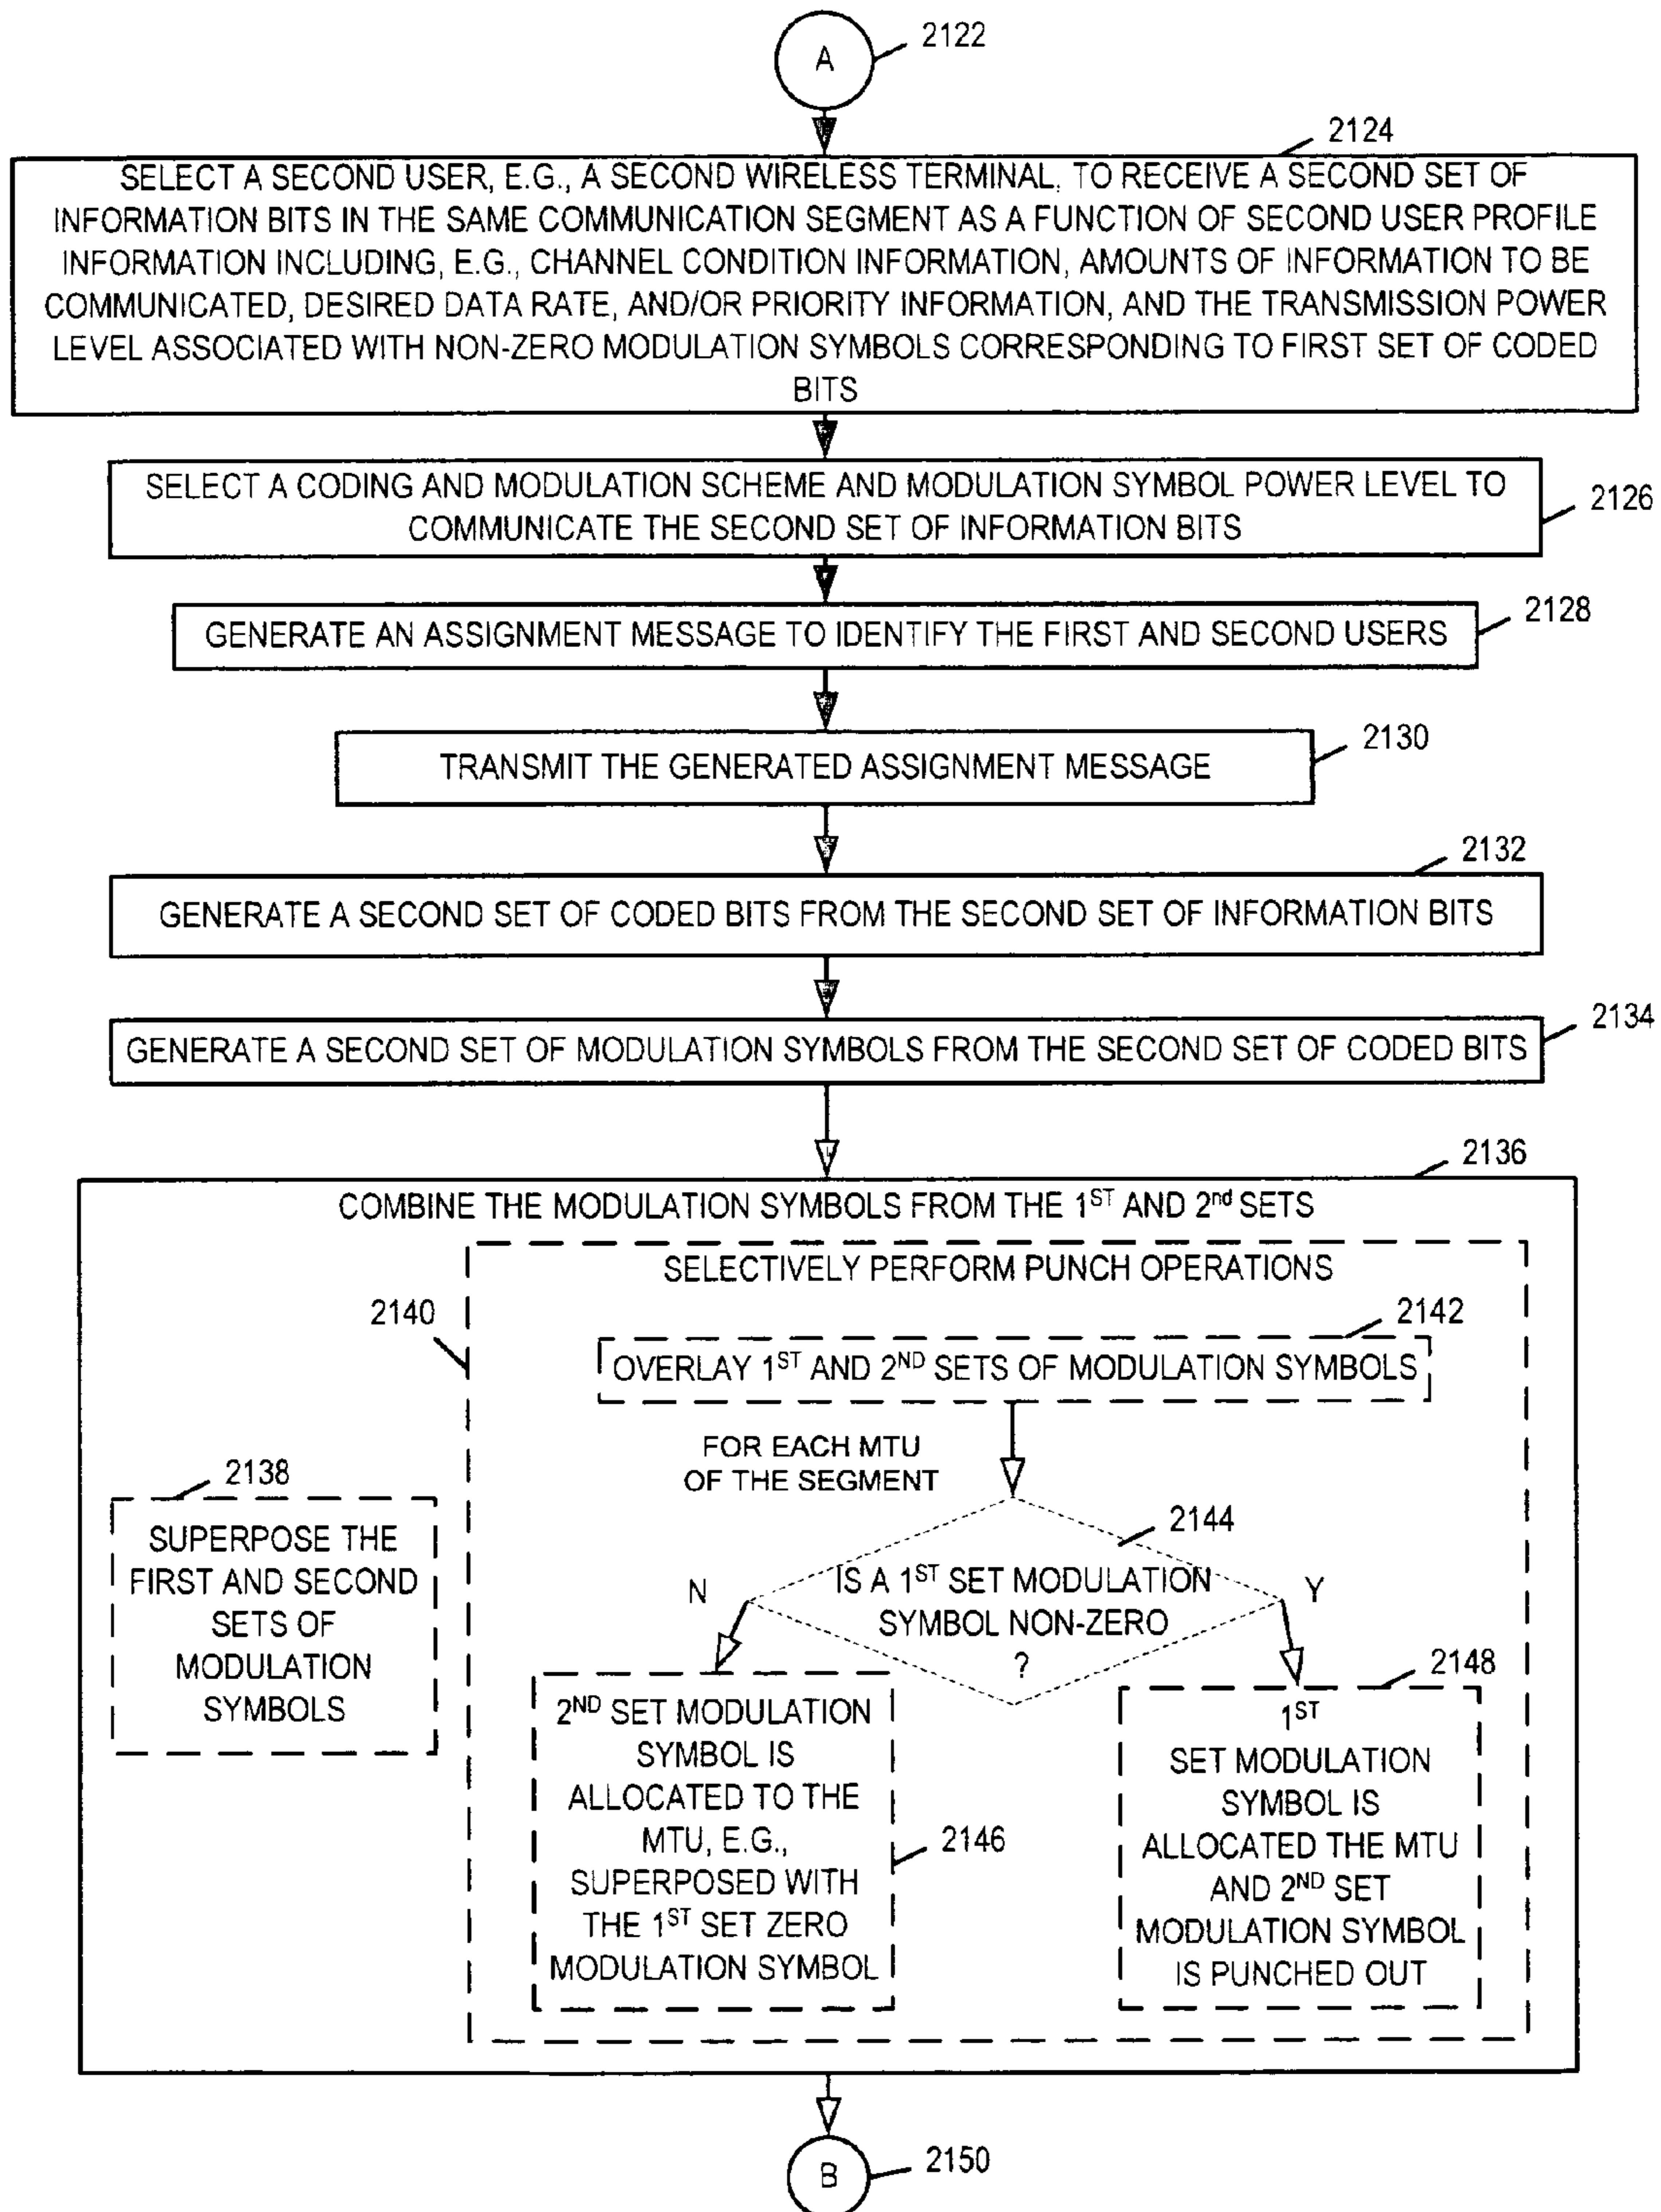 A
2122
2124
SELECT A SECOND USER, E.G., A SECOND WIRELESS TERMINAL, TO RECEIVE A SECOND SET OF
INFORMATION BITS IN THE SAME COMMUNICATION SEGMENT AS A FUNCTION OF SECOND USER PROFILE
INFORMATION INCLUDING, E.G., CHANNEL CONDITION INFORMATION, AMOUNTS OF INFORMATION TO BE
COMMUNICATED, DESIRED DATA RATE, AND/OR PRIORITY INFORMATION, AND THE TRANSMISSION POWER
LEVEL ASSOCIATED WITH NON-ZERO MODULATION SYMBOLS CORRESPONDING TO FIRST SET OF CODED
BITS
SELECT A CODING AND MODULATION SCHEME AND MODULATION SYMBOL POWER LEVEL TO
COMMUNICATE THE SECOND SET OF INFORMATION BITS
2126
GENERATE AN ASSIGNMENT MESSAGE TO IDENTIFY THE FIRST AND SECOND USERS
2128
TRANSMIT THE GENERATED ASSIGNMENT MESSAGE
2130
2132
GENERATE A SECOND SET OF CODED BITS FROM THE SECOND SET OF INFORMATION BITS
2134
GENERATE A SECOND SET OF MODULATION SYMBOLS FROM THE SECOND SET OF CODED BITS
2136
COMBINE THE MODULATION SYMBOLS FROM THE 1ST AND 2nd SETS
SELECTIVELY PERFORM PUNCH OPERATIONS
2140
2142
OVERLAY 1ST AND 2ND SETS OF MODULATION SYMBOLS
FOR EACH MTU
OF THE SEGMENT
2138
SUPERPOSE THE
FIRST AND SECOND
SETS OF
MODULATION
SYMBOLS
2144
IS A 1ST SET MODULATION
SYMBOL NON-ZERO
?
N
Y
2ND SET MODULATION
SYMBOL IS
ALLOCATED TO THE
MTU, E.G.,
SUPERPOSED WITH
THE 1ST SET ZERO
MODULATION SYMBOL
2146
2148
1ST
SET MODULATION
SYMBOL IS
ALLOCATED THE MTU
AND 2ND SET
MODULATION SYMBOL
IS PUNCHED OUT
B
2150